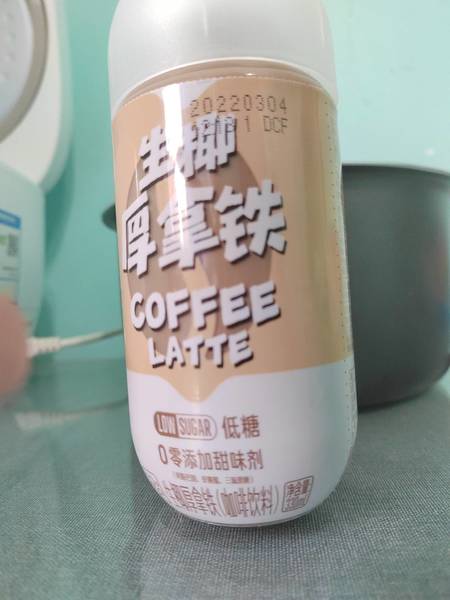 20220304
1 DCF
生椰
厚拿铁
COFFEE
LATTE
LOW SUGAR 低糖
0零添加甜味剂
生椰厚拿铁(咖啡饮料)
净含量